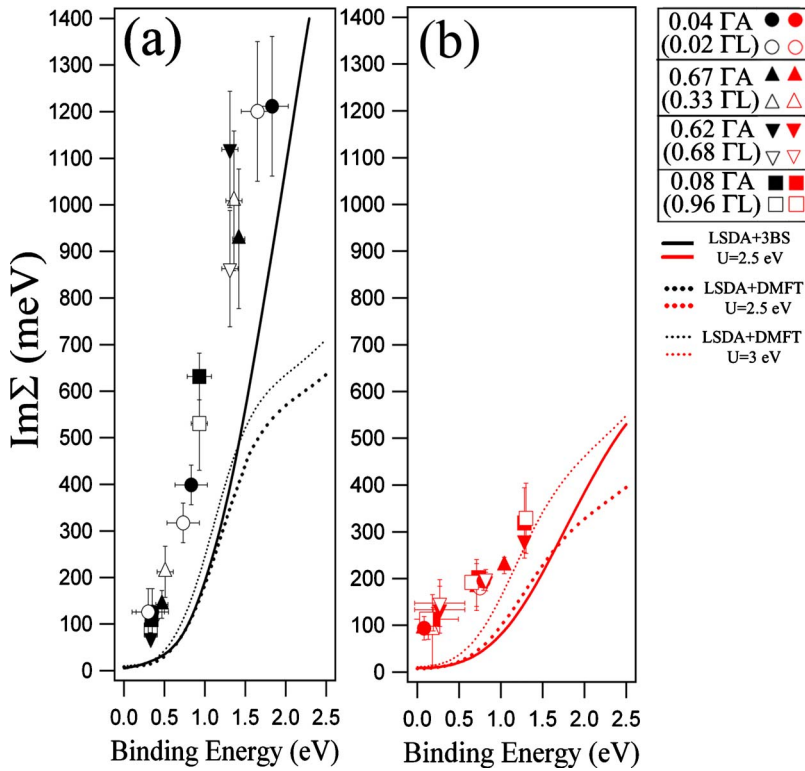 (a)
ImΣ (meV)
1400
1300
1200
1100
1000
900
800
700
600
500
400
300
200
100
0
0.0 0.5 1.0 1.5 2.0 2.5
Binding Energy (eV)
(b)
1400
1300
1200
1100
1000
900
800
700
600
500
400
300
200
100
0
0.0 0.5 1.0 1.5 2.0 2.5
Binding Energy (eV)
0.04 ΓA
(0.02 ΓL)
0.67 ΓA
(0.33 ΓL)
0.62 ΓA
(0.68 ΓL)
0.08 ΓA
(0.96 ΓL)
LSDA+3BS
U=2.5 eV
LSDA+DMFT
U=2.5 eV
LSDA+DMFT
U=3 eV